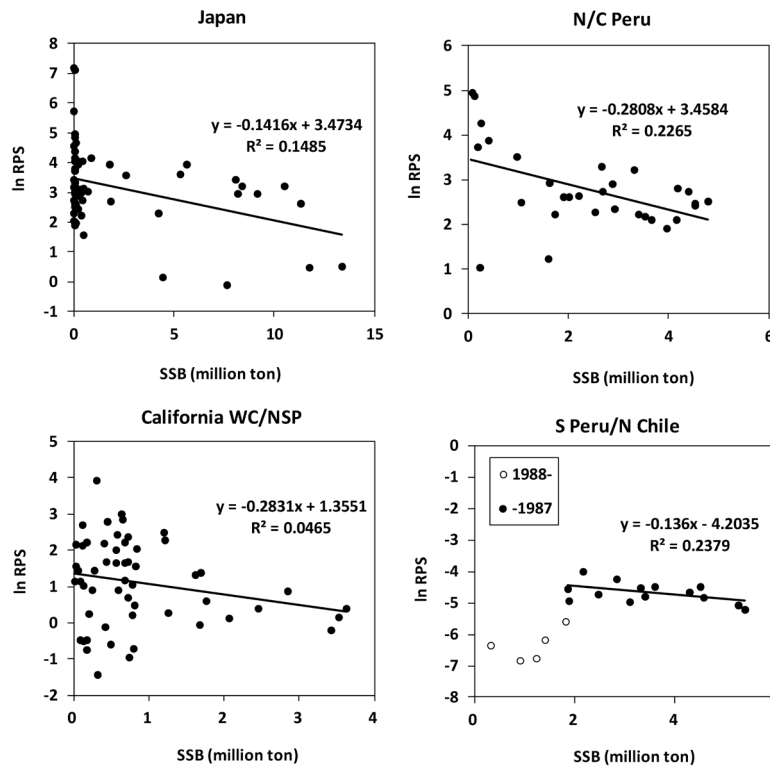 Japan
8
7
6
5
4
3
2
1
0
-1
ln RPS
y = -0.1416x + 3.4734
R² = 0.1485
0 5 10 15
SSB (million ton)
N/C Peru
6
5
4
3
2
1
0
ln RPS
y = -0.2808x + 3.4584
R² = 0.2265
0 2 4 6
SSB (million ton)
California WC/NSP
5
4
3
2
1
0
-1
-2
ln RPS
y = -0.2831x + 1.3551
R² = 0.0465
0 1 2 3 4
SSB (million ton)
S Peru/N Chile
0
-1
-2
-3
-4
-5
-6
-7
-8
ln RPS
1988-
-1987
y = -0.136x - 4.2035
R² = 0.2379
0 2 4 6
SSB (million ton)